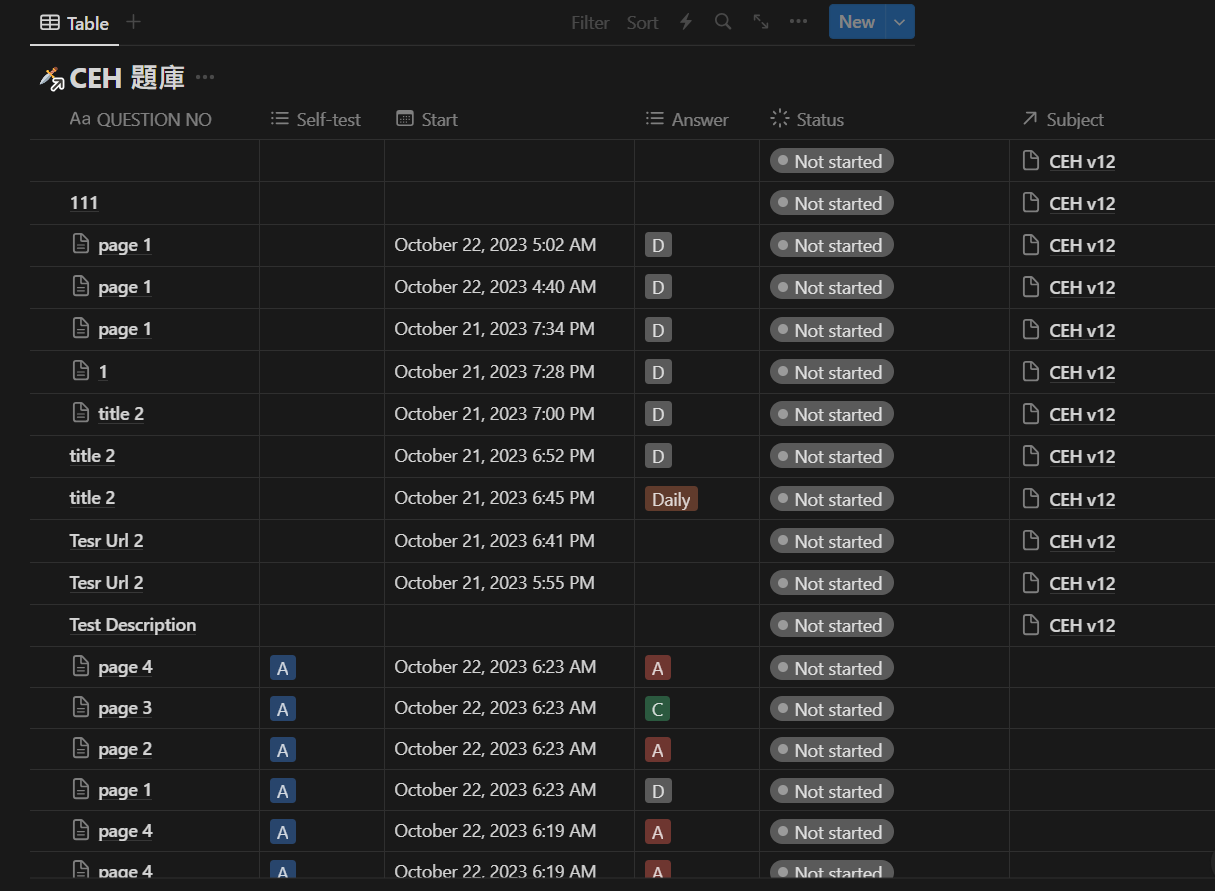 Table
Filter Sort New
CEH 題庫
Aa QUESTION NO Self-test Start Answer Status Subject
Not started CEH v12
111 Not started CEH v12
page 1 October 22, 2023 5:02 AM D Not started CEH v12
page 1 October 22, 2023 4:40 AM D Not started CEH v12
page 1 October 21, 2023 7:34 PM D Not started CEH v12
1 October 21, 2023 7:28 PM D Not started CEH v12
title 2 October 21, 2023 7:00 PM D Not started CEH v12
title 2 October 21, 2023 6:52 PM D Not started CEH v12
title 2 October 21, 2023 6:45 PM Daily Not started CEH v12
Tesr Url 2 October 21, 2023 6:41 PM Not started CEH v12
Tesr Url 2 October 21, 2023 5:55 PM Not started CEH v12
Test Description Not started CEH v12
page 4 A October 22, 2023 6:23 AM A Not started
page 3 A October 22, 2023 6:23 AM C Not started
page 2 A October 22, 2023 6:23 AM A Not started
page 1 A October 22, 2023 6:23 AM D Not started
page 4 A October 22, 2023 6:19 AM A Not started
page 4 A October 22, 2023 6:19 AM A Not started